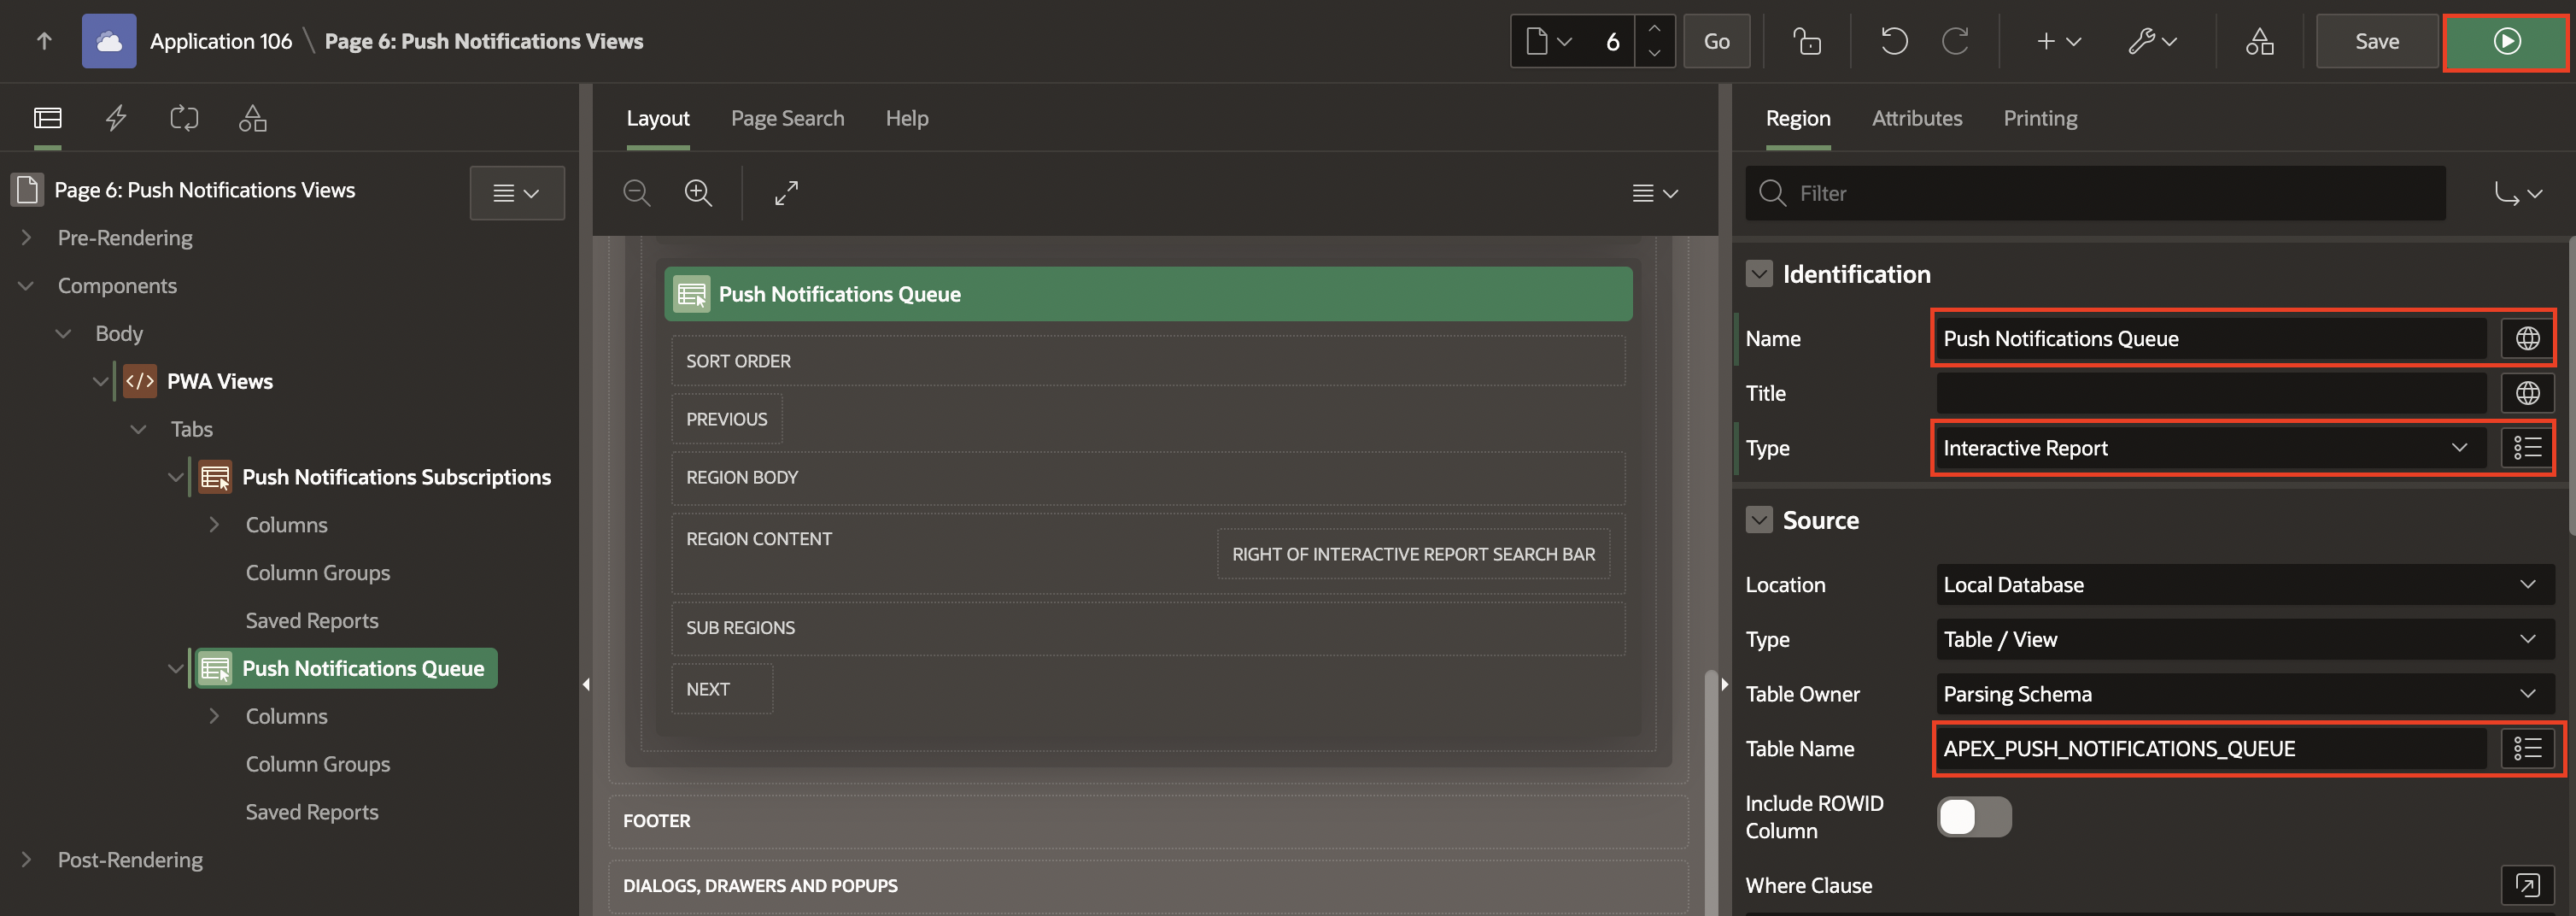 Application 106 \ Page 6: Push Notifications Views
6
Go
Save
Page 6: Push Notifications Views
Pre-Rendering
Components
Body
</> PWA Views
Tabs
Push Notifications Subscriptions
Columns
Column Groups
Saved Reports
Push Notifications Queue
Columns
Column Groups
Saved Reports
Post-Rendering
Layout Page Search Help
Push Notifications Queue
SORT ORDER
PREVIOUS
REGION BODY
REGION CONTENT
RIGHT OF INTERACTIVE REPORT SEARCH BAR
SUB REGIONS
NEXT
FOOTER
DIALOGS, DRAWERS AND POPUPS
Region Attributes Printing
Filter
Identification
Name Push Notifications Queue
Title
Type Interactive Report
Source
Location Local Database
Type Table / View
Table Owner Parsing Schema
Table Name APEX_PUSH_NOTIFICATIONS_QUEUE
Include ROWID
Column
Where Clause